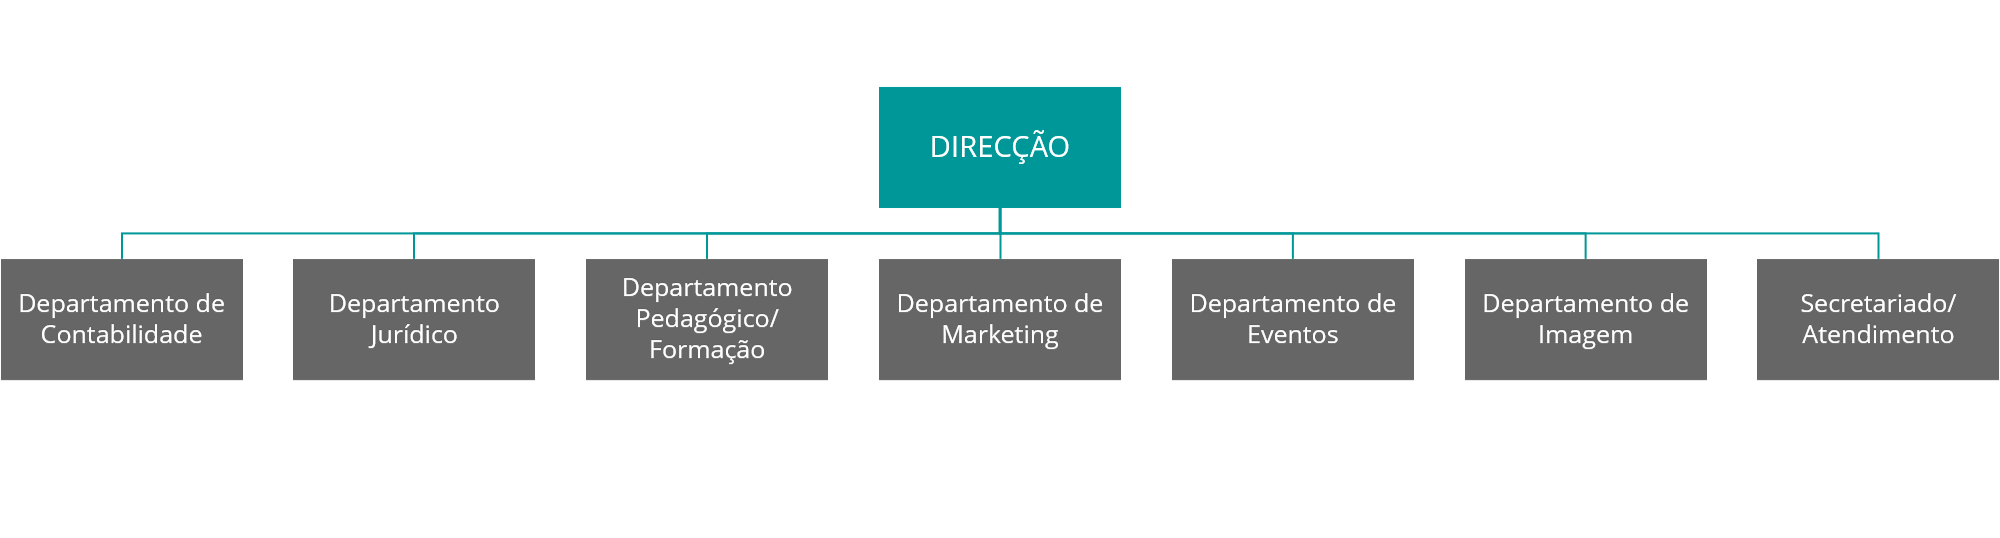 DIRECÇÃO
Departamento de
Contabilidade
Departamento
Jurídico
Departamento
Pedagógico/
Formação
Departamento de
Marketing
Departamento de
Eventos
Departamento de
Imagem
Secretariado/
Atendimento